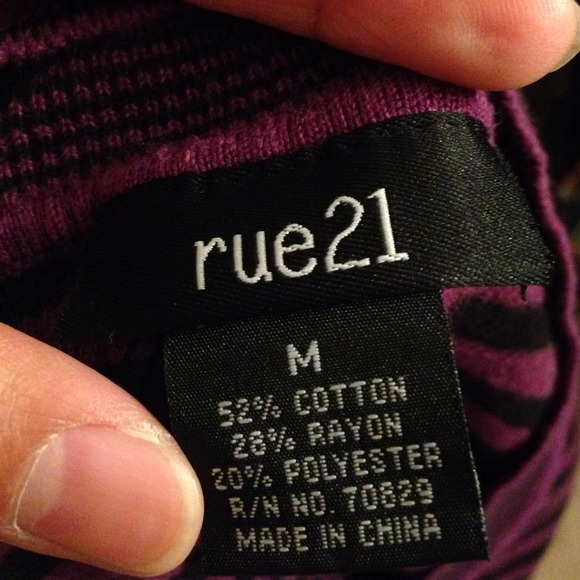 rue21
M
52% COTTON
28% RAYON
20% POLYESTER
R/N NO. 70829
MADE IN CHINA